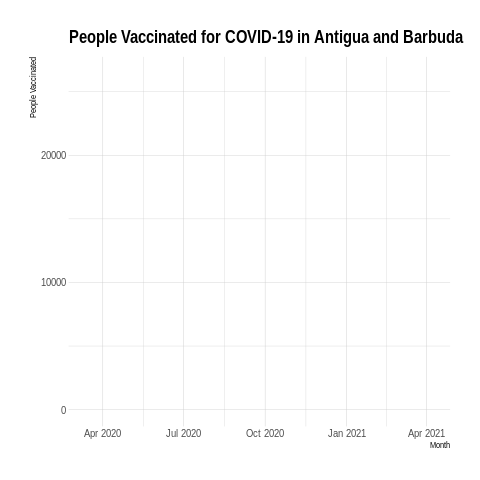 People Vaccinated for COVID-19 in Antigua and Barbuda
People Vaccinated
20000
10000
0
Apr 2020 Jul 2020 Oct 2020 Jan 2021 Apr 2021
Month